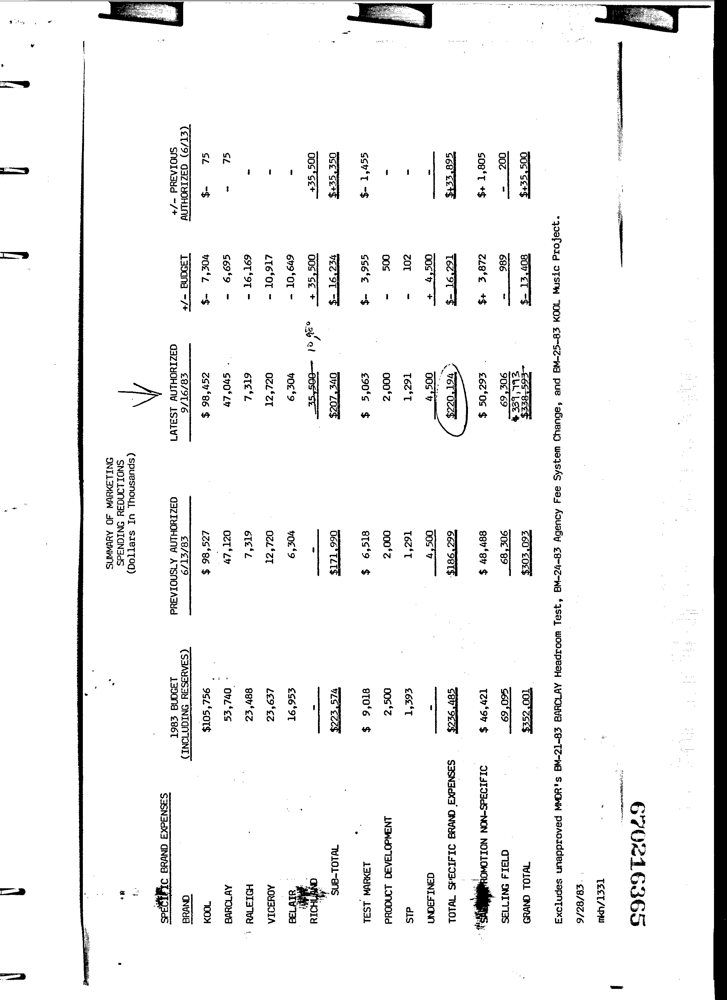 SUMMARY OF MARKETING
SPENDING REDUCTIONS
(Dollars In Thousands)
SPECIFIC BRAND EXPENSES
1983 BUDGET PREVIOUSLY AUTHORIZED LATEST AUTHORIZED +/- PREVIOUS
BRAND (INCLUDING RESERVES) 6/13/83 9/16/83 +/- BUDGET AUTHORIZED (6/13)
KOOL $105,756 $ 98,527 $ 98,452 $- 7,304 $- 75
BARCLAY 53,740 47,120 47,045 - 6,695 - 75
RALEIGH 23,488 7,319 7,319 - 16,169 -
VICEROY 23,637 12,720 12,720 - 10,917 -
BELAIR 16,953 6,304 6,304 - 10,649 -
RICHLAND - - 35,500 + 35,500 +35,500
SUB-TOTAL $223,574 $171,990 $207,340 $- 16,234 $+35,350
TEST MARKET $ 9,018 $ 6,518 $ 5,063 $- 3,955 $- 1,455
PRODUCT DEVELOPMENT 2,500 2,000 2,000 - 500 -
STP 1,393 1,291 1,291 - 102 -
UNDEFINED - 4,500 4,500 + 4,500 -
TOTAL SPECIFIC BRAND EXPENSES $236,485 $186,299 $220,194 $- 16,291 $+33,895
PROMOTION NON-SPECIFIC $ 46,421 $ 48,488 $ 50,293 $+ 3,872 $+ 1,805
SELLING FIELD 69,095 68,306 69,306 - 989 - 200
GRAND TOTAL $352,001 $303,093 $338,593 $- 13,408 $+35,500
Excludes unapproved MMOR's BM-21-83 BARCLAY Headroom Test, BM-24-83 Agency Fee System Change, and BM-25-83 KOOL Music Project.
9/28/83
mkh/1331
670216365